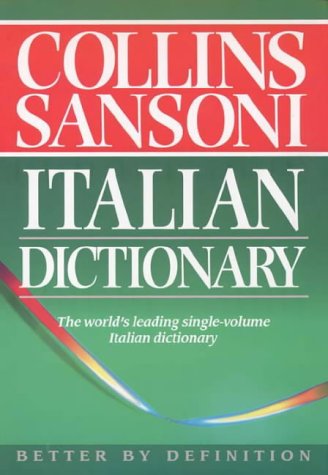 COLLINS
SANSONI
ITALIAN
DICTIONARY
The world's leading single-volume
Italian dictionary
BETTER BY DEFINITION